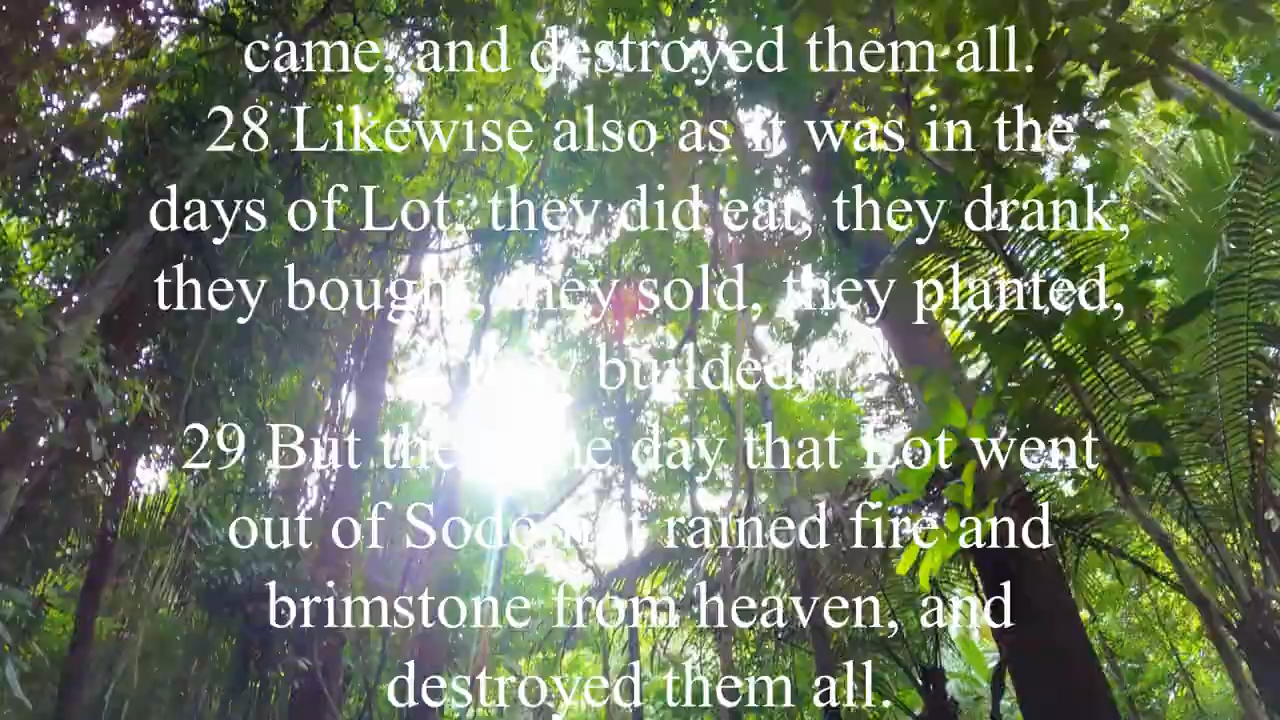 came, and destroyed them all.
28 Likewise also as it was in the
days of Lot; they did eat, they drank,
they bought, they sold, they planted,
they builded;
29 But the same day that Lot went
out of Sodom it rained fire and
brimstone from heaven, and
destroyed them all.